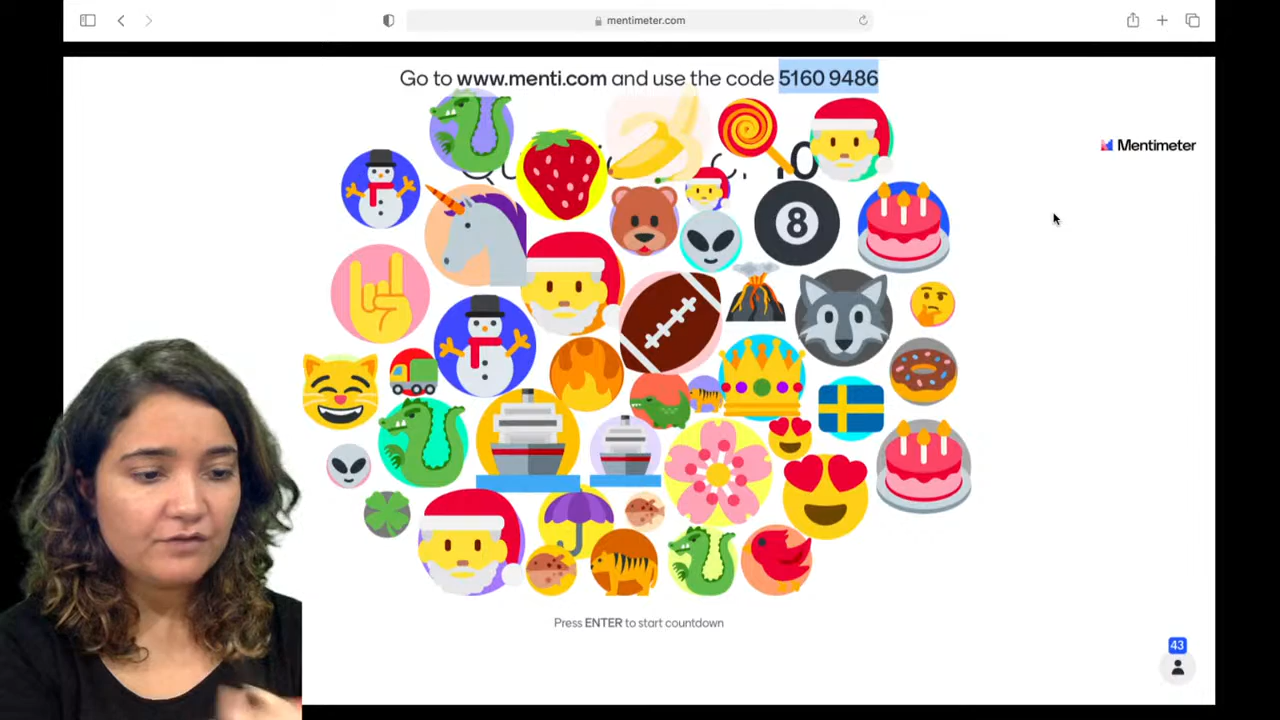 mentimeter.com
Go to www.menti.com and use the code 5160 9486
Mentimeter
8
Press ENTER to start countdown
43